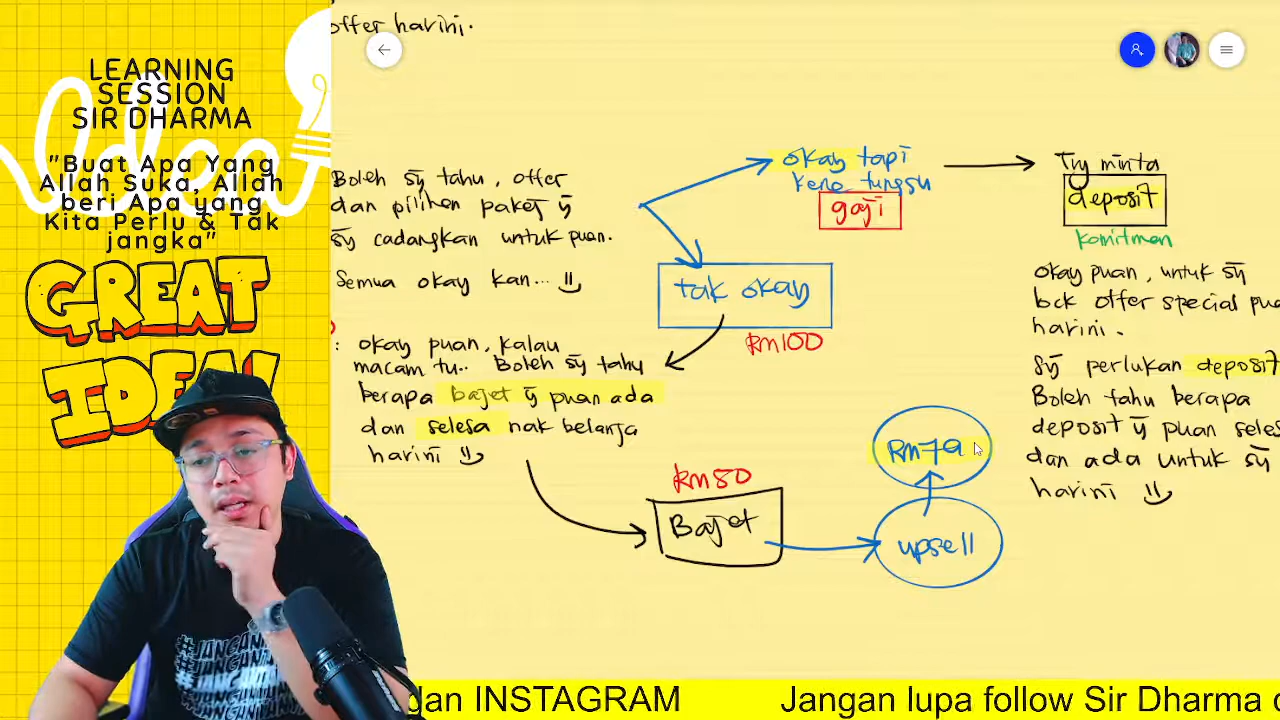 LEARNING
SESSION
SIR DHARMA
"Buat Apa Yang
Allah Suka, Allah
beri Apa yang
Kita Perlu & Tak
jangka"
GREAT
IDEA!
offer harini.
Boleh sy tahu, offer
dan pilihan pakej yg
sy cadangkan untuk puan.
Semua okay kan...
: okay puan, kalau
macam tu.. Boleh sy tahu
berapa bajet yg puan ada
dan selesa nak belanja
harini
okay tapi
kena tunggu
gaji
tak okay
RM100
RM50
Bajet
upsell
RM79
Try minta
deposit
komitmen
okay puan, untuk sy
lock offer special pua
harini.
sy perlukan deposit
Boleh tahu berapa
deposit yg puan seles
dan ada untuk sy
harini
dan INSTAGRAM
Jangan lupa follow Sir Dharma
#JANGAN